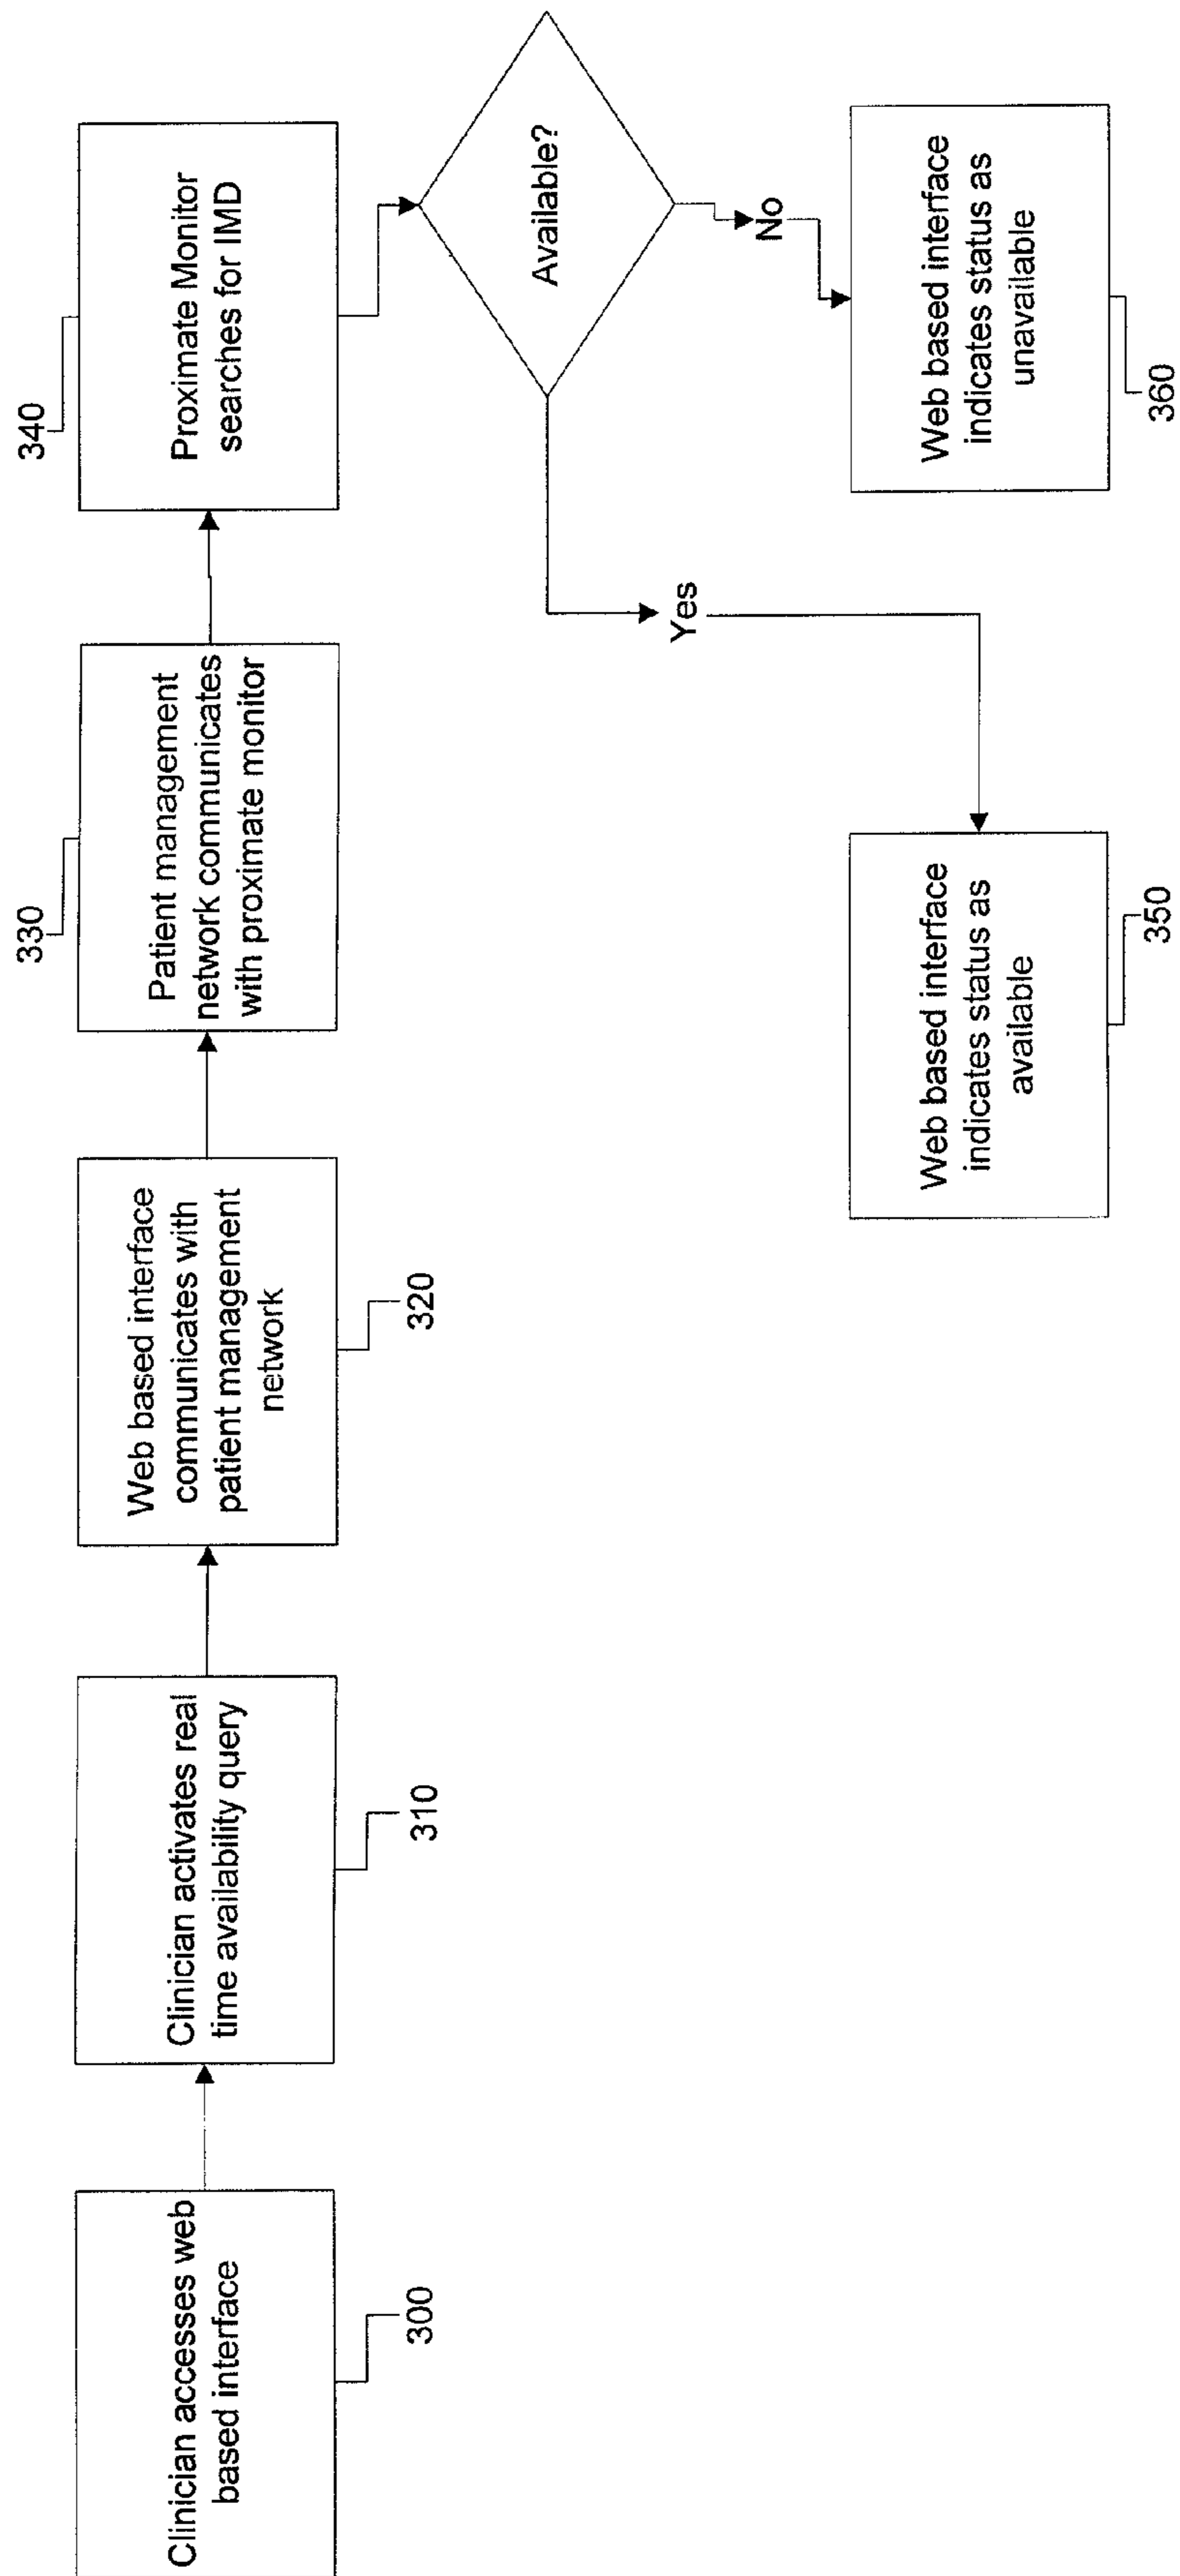 Clinician accesses web
based interface
300
Clinician activates real
time availability query
310
Web based interface
communicates with
patient management
network
320
330
Patient management
network communicates
with proximate monitor
340
Proximate Monitor
searches for IMD
Available?
Yes
No
Web based interface
indicates status as
available
350
Web based interface
indicates status as
unavailable
360